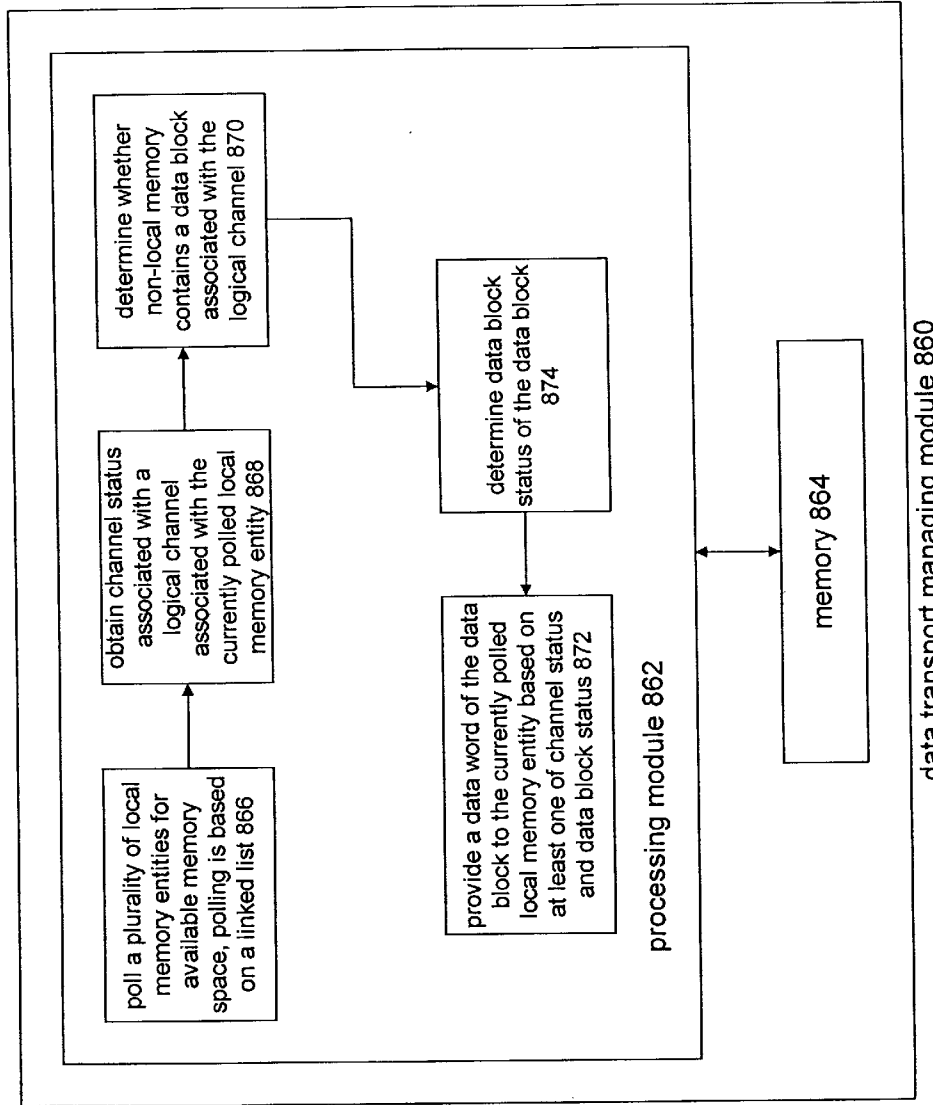 poll a plurality of local
memory entities for
available memory
space, polling is based
on a linked list 866
obtain channel status
associated with a
logical channel
associated with the
currently polled local
memory entity 868
determine whether
non-local memory
contains a data block
associated with the
logical channel 870
provide a data word of the data
block to the currently polled
local memory entity based on
at least one of channel status
and data block status 872
determine data block
status of the data block
874
processing module 862
memory 864
data transport managing module 860